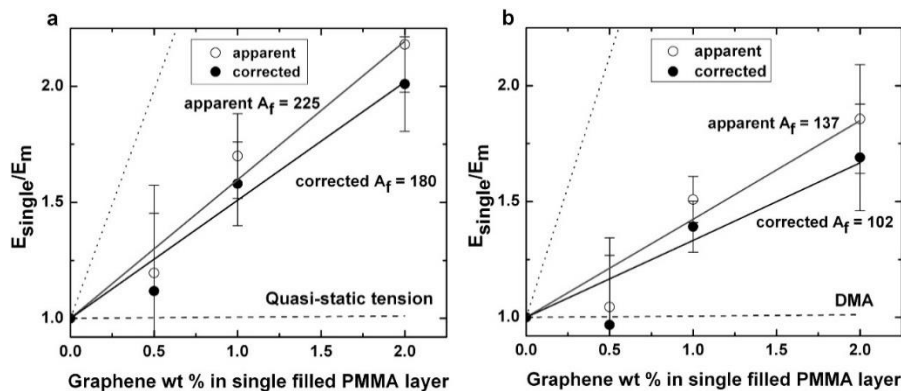 a
apparent
corrected
apparent A_f = 225
corrected A_f = 180
Quasi-static tension
E_single/E_m
2.0
1.5
1.0
0.0 0.5 1.0 1.5 2.0
Graphene wt % in single filled PMMA layer
b
apparent
corrected
apparent A_f = 137
corrected A_f = 102
DMA
E_single/E_m
2.0
1.5
1.0
0.0 0.5 1.0 1.5 2.0
Graphene wt % in single filled PMMA layer